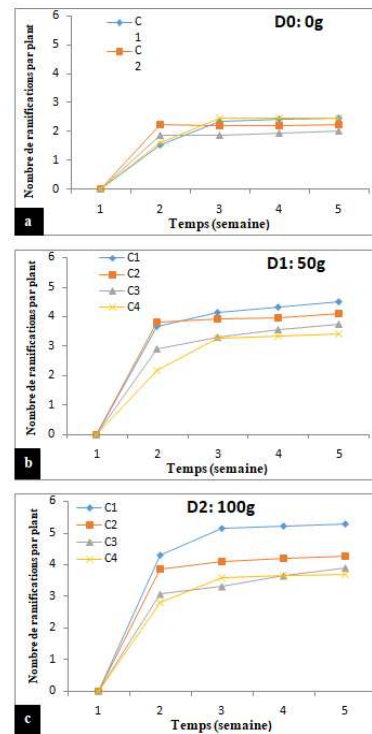 Nombre de ramifications par plant
6
5
4
3
2
1
0
C
1
C
2
D0: 0g
1 2 3 4 5
Temps (semaine)
a
Nombre de ramifications par plant
6
5
4
3
2
1
0
C1
C2
C3
C4
D1: 50g
1 2 3 4 5
Temps (semaine)
b
Nombre de ramifications par plant
6
5
4
3
2
1
0
C1
C2
C3
C4
D2: 100g
1 2 3 4 5
Temps (semaine)
c